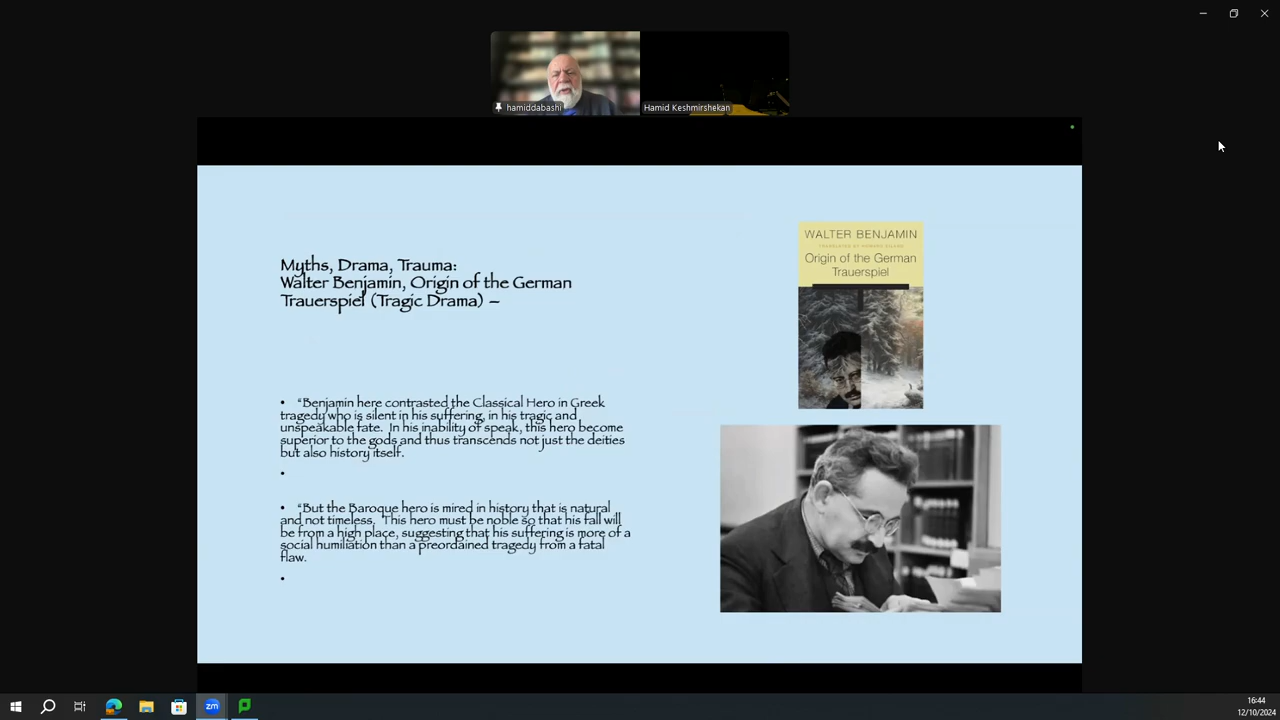 hamiddabashi
Hamid Keshmirshekan
Myths, Drama, Trauma:
Walter Benjamin, Origin of the German
Trauerspiel (Tragic Drama) –
• “Benjamin here contrasted the Classical Hero in Greek
tragedy who is silent in his suffering, in his tragic and
unspeakable fate. In his inability of speak, this hero become
superior to the gods and thus transcends not just the deities
but also history itself.
•
• “But the Baroque hero is mired in history that is natural
and not timeless. This hero must be noble so that his fall will
be from a high place, suggesting that his suffering is more of a
social humiliation than a preordained tragedy from a fatal
flaw.
•
WALTER BENJAMIN
Origin of the German
Trauerspiel
zm
16:44
12/10/2024